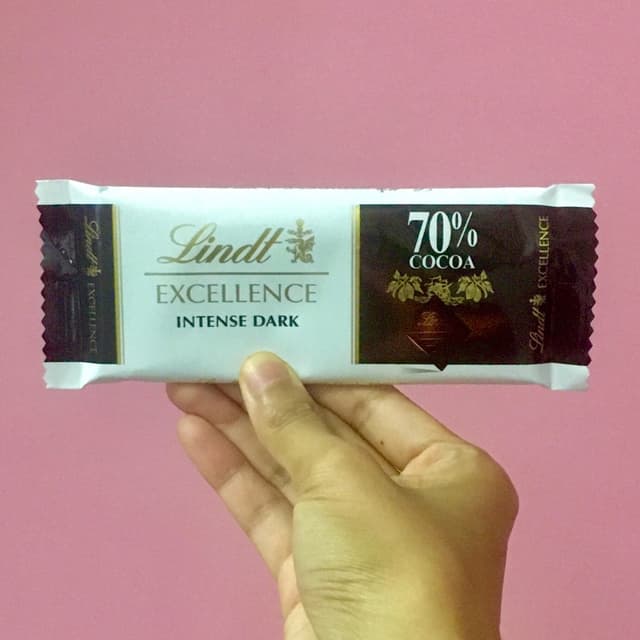 Lindt
EXCELLENCE
INTENSE DARK
70%
COCOA
Lindt EXCELLENCE
Lindt EXCELLENCE